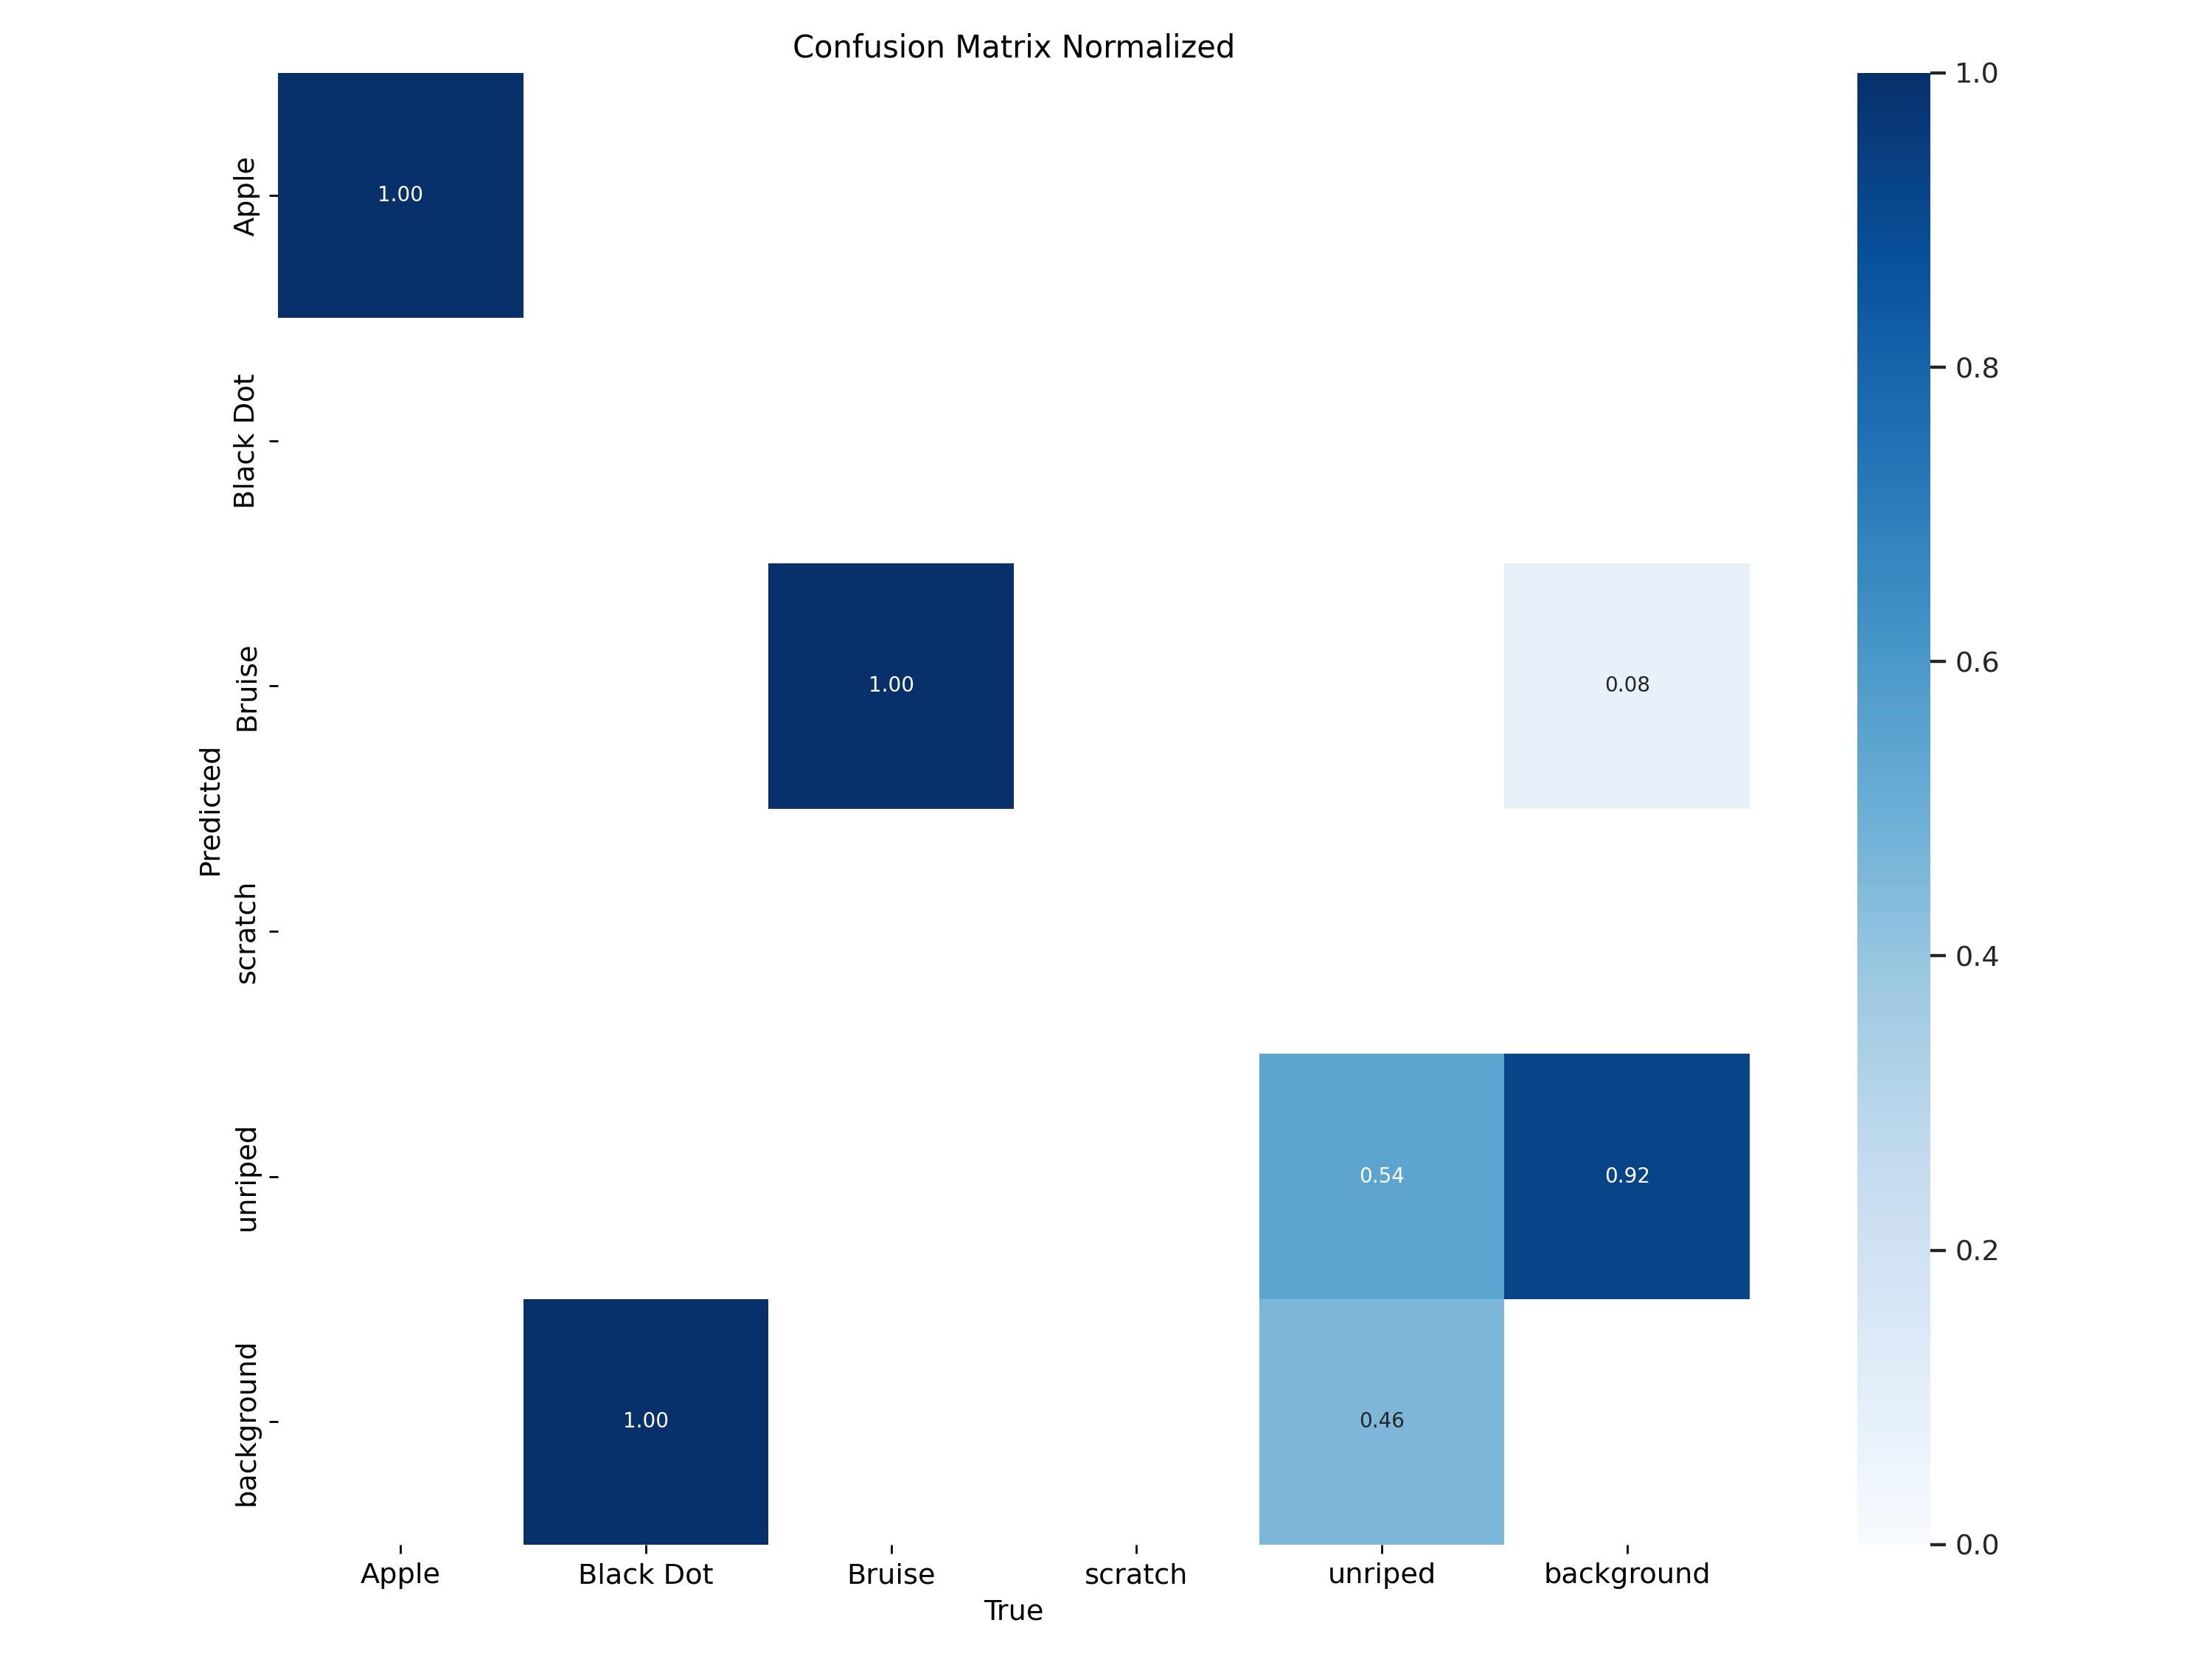 Confusion Matrix Normalized
Predicted
Apple
1.00
Black Dot
Bruise
1.00 0.08
scratch
unriped
0.54 0.92
background
1.00 0.46
Apple Black Dot Bruise scratch unriped background
True
1.0
0.8
0.6
0.4
0.2
0.0